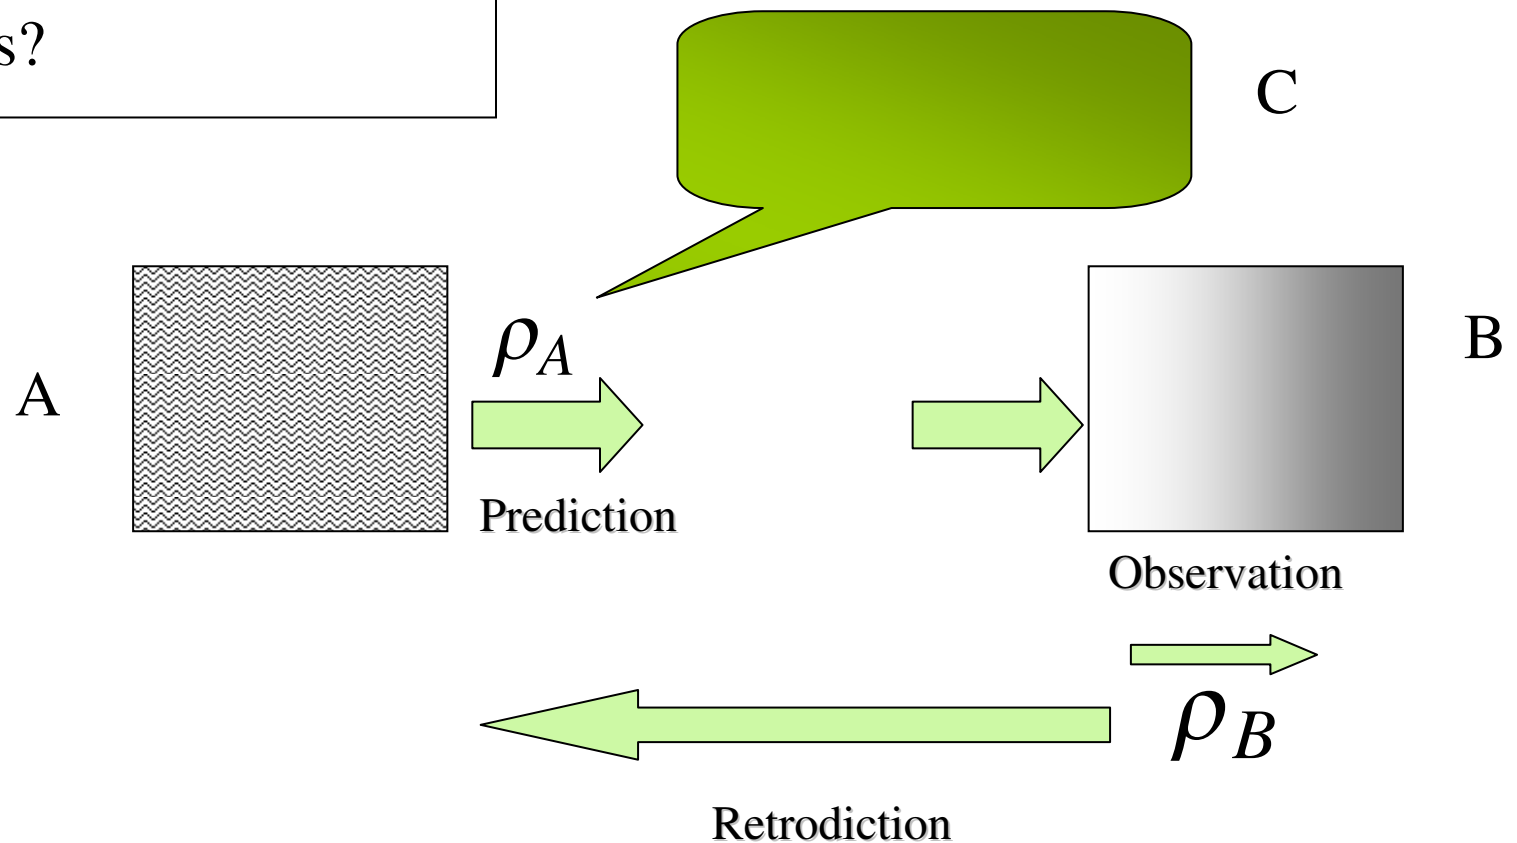 s?
C
ρA
B
A
Prediction
Observation
ρB
Retrodiction